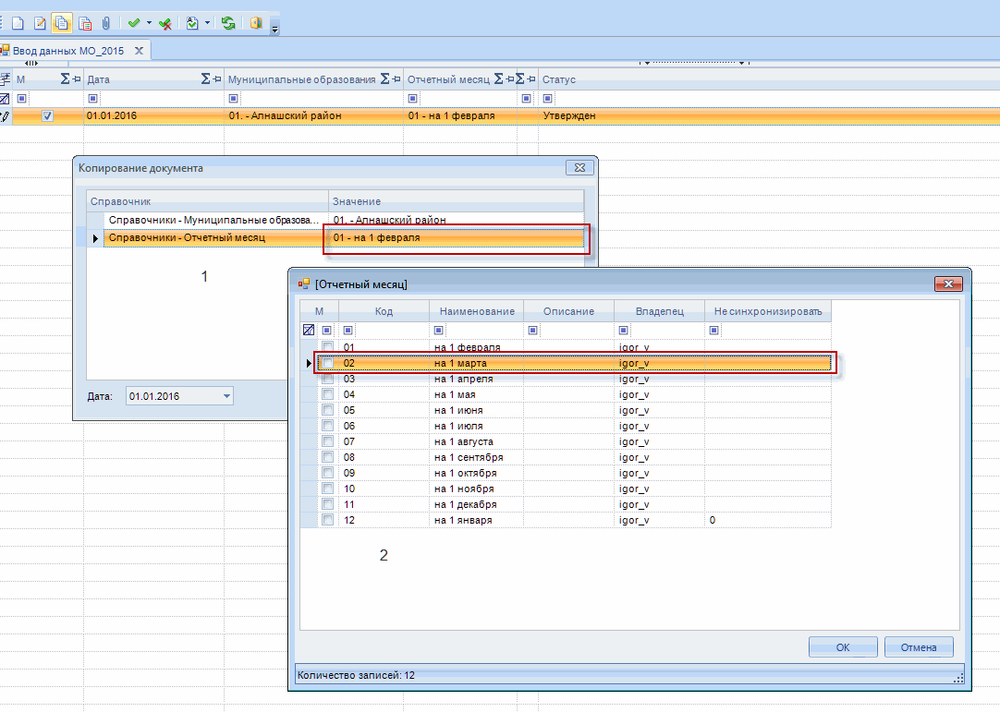 Ввод данных МО_2015
М Дата Муниципальные образования Отчетный месяц Статус
01.01.2016 01. - Алнашский район 01 - на 1 февраля Утвержден
Копирование документа
Справочник Значение
Справочники - Муниципальные образова... 01. - Алнашский район
Справочники - Отчетный месяц 01 - на 1 февраля
1
Дата: 01.01.2016
[Отчетный месяц]
М Код Наименование Описание Владелец Не синхронизировать
01 на 1 февраля igor_v
02 на 1 марта igor_v
03 на 1 апреля igor_v
04 на 1 мая igor_v
05 на 1 июня igor_v
06 на 1 июля igor_v
07 на 1 августа igor_v
08 на 1 сентября igor_v
09 на 1 октября igor_v
10 на 1 ноября igor_v
11 на 1 декабря igor_v
12 на 1 января igor_v 0
2
ОК Отмена
Количество записей: 12